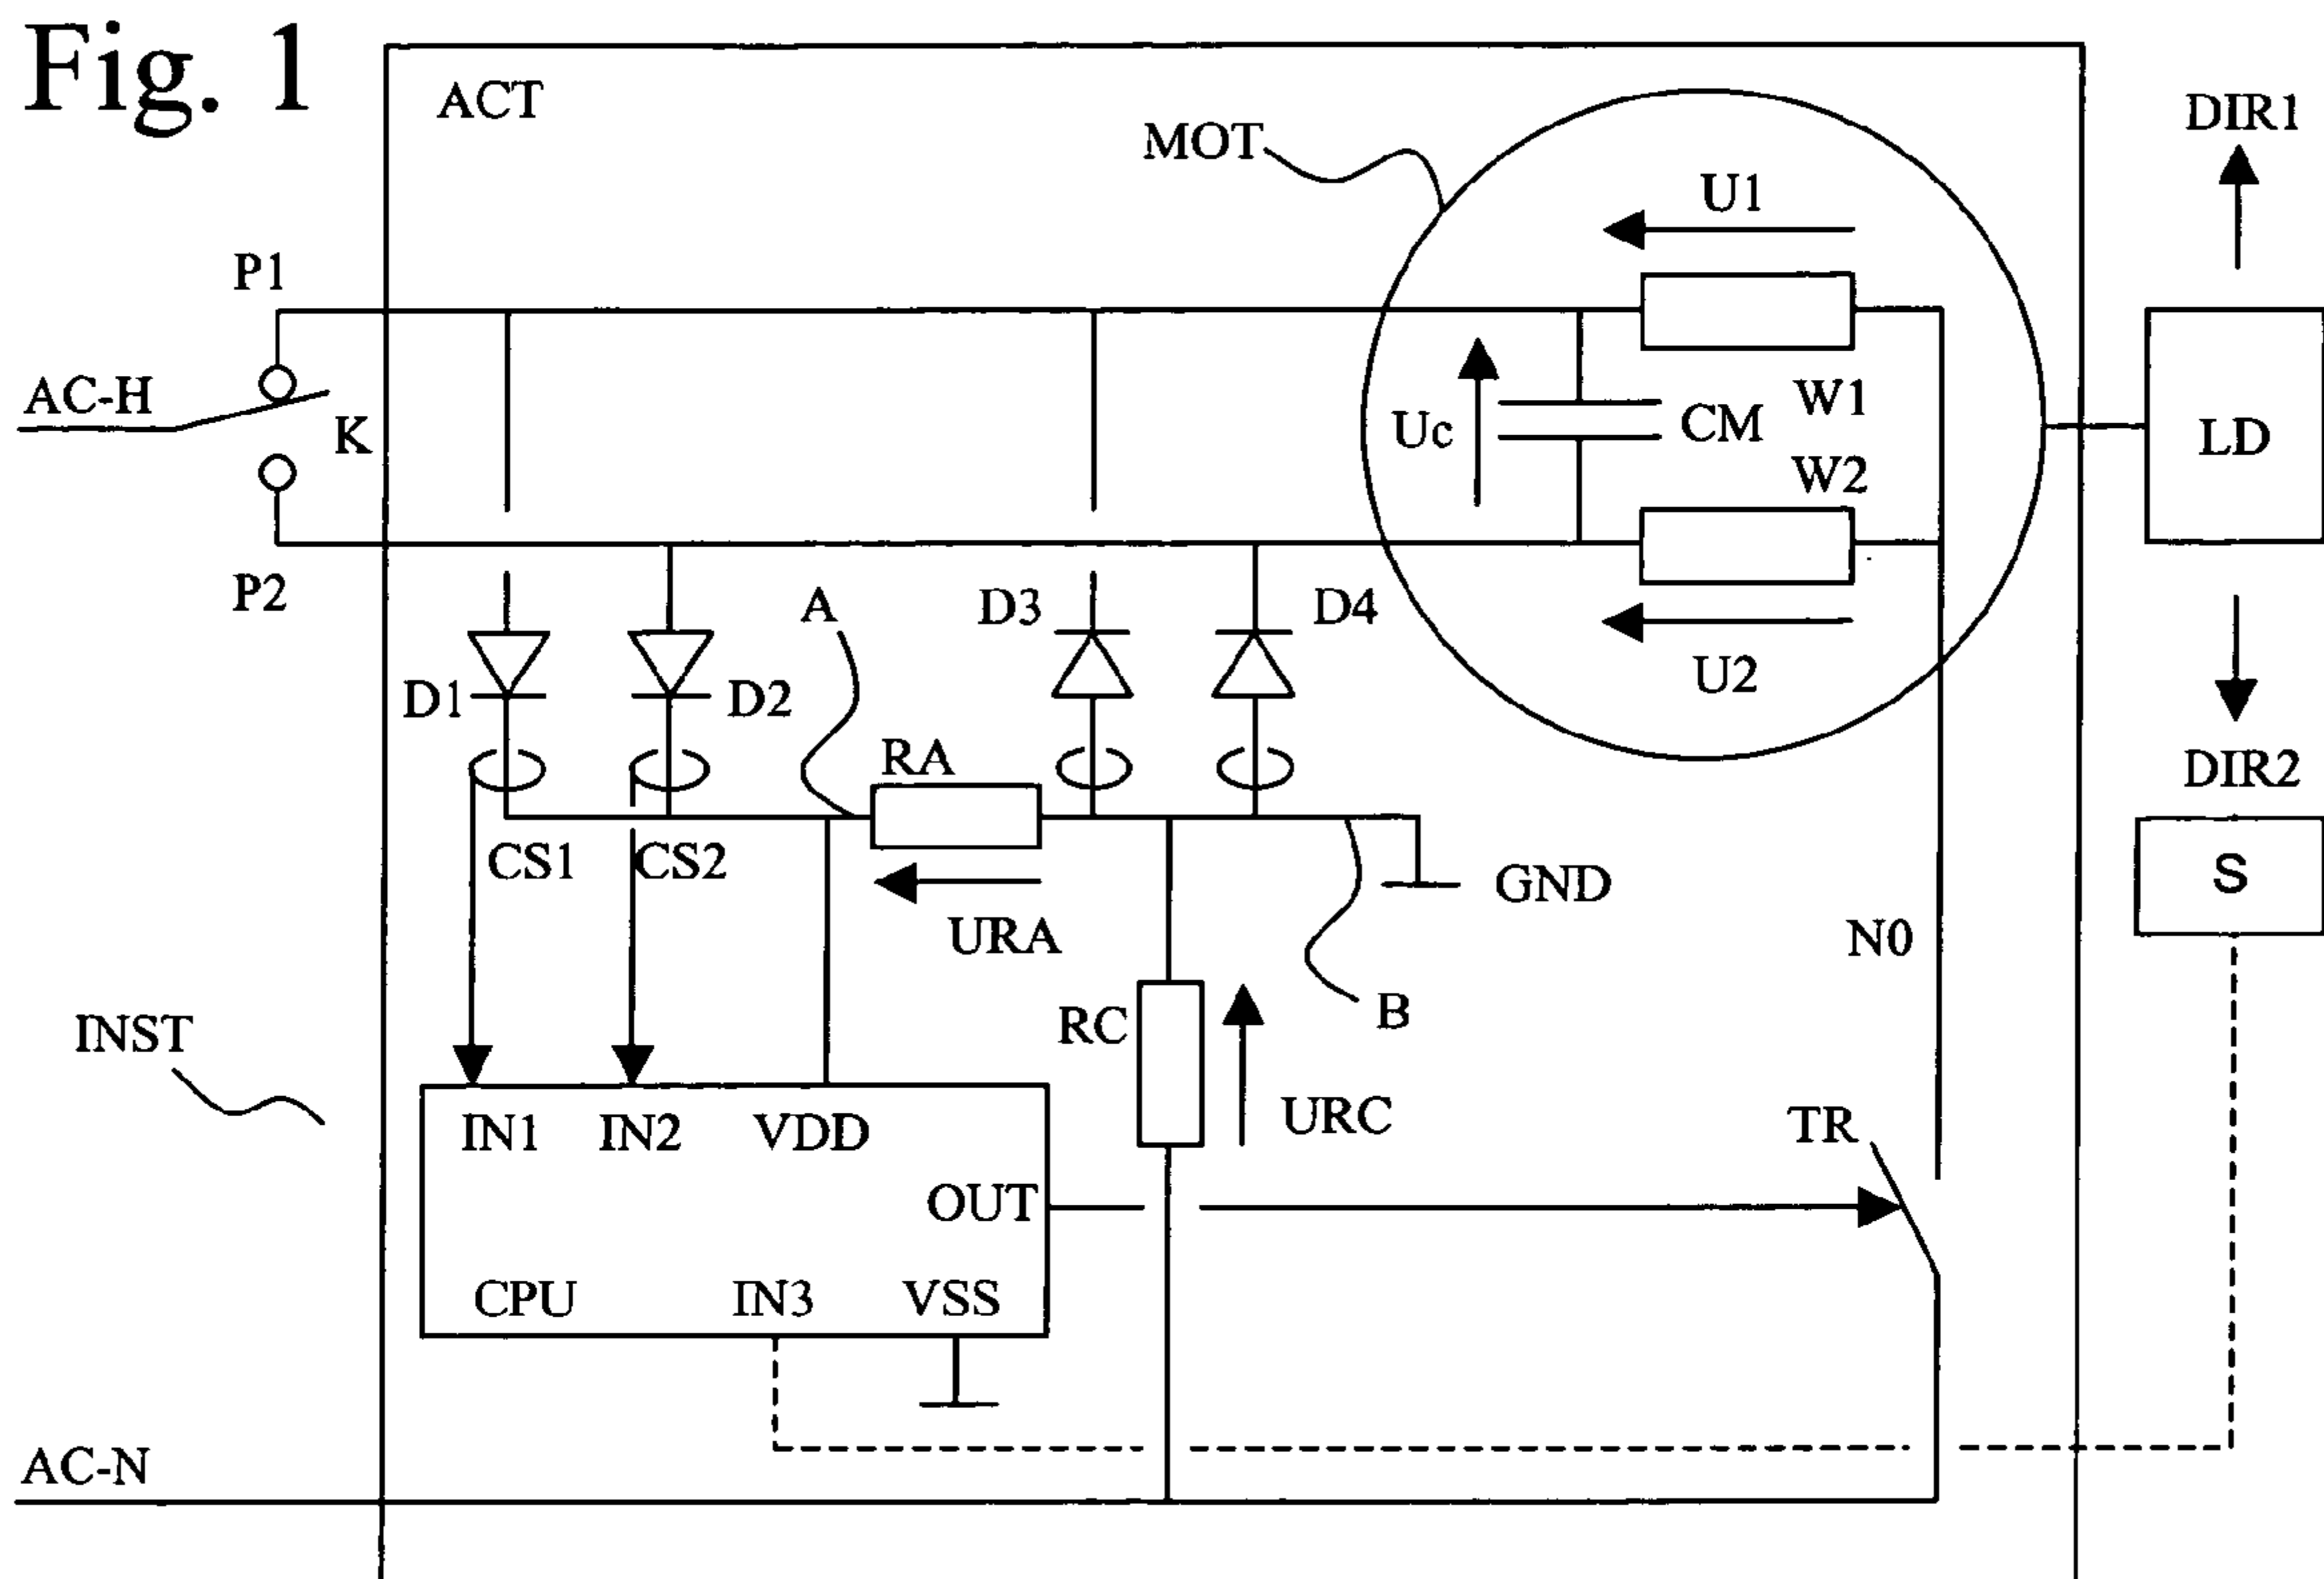 Fig. 1
ACT
MOT
DIR1
U1
P1
AC-H
K
Uc
CM
W1
W2
LD
P2
A
D3
D4
U2
D1
D2
RA
DIR2
CS1
CS2
URA
GND
S
N0
RC
B
INST
URC
TR
IN1
IN2
VDD
OUT
CPU
IN3
VSS
AC-N